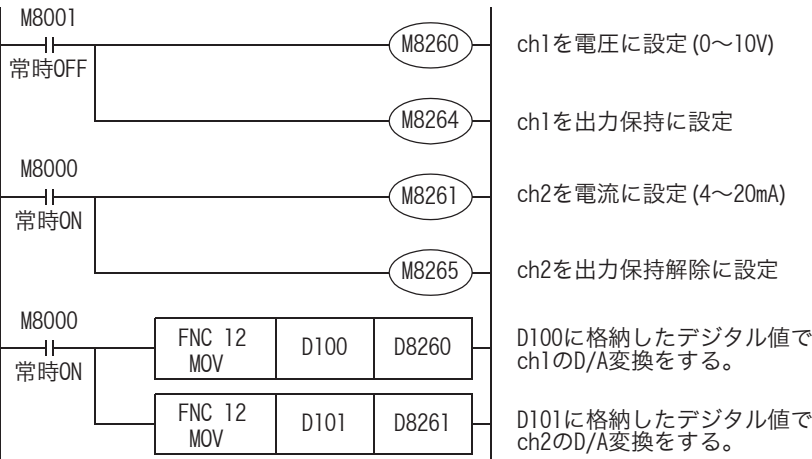 M8001
常時OFF
M8260
ch1を電圧に設定(0～10V)
M8264
ch1を出力保持に設定
M8000
常時ON
M8261
ch2を電流に設定(4～20mA)
M8265
ch2を出力保持解除に設定
M8000
常時ON
FNC 12
MOV
D100
D8260
D100に格納したデジタル値で
ch1のD/A変換をする。
FNC 12
MOV
D101
D8261
D101に格納したデジタル値で
ch2のD/A変換をする。